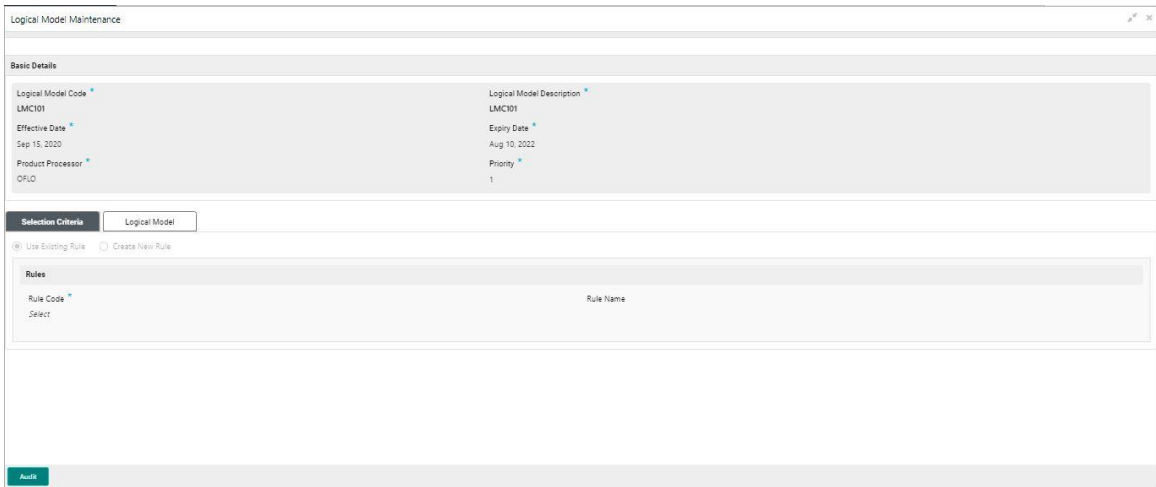 Logical Model Maintenance
Basic Details
Logical Model Code *
Logical Model Description *
LMC101
LMC101
Effective Date *
Expiry Date *
Sep 15, 2020
Aug 10, 2022
Product Processor *
Priority *
OFLO
1
Selection Criteria
Logical Model
Use Existing Rule
Create New Rule
Rules
Rule Code *
Rule Name
Select
Audit